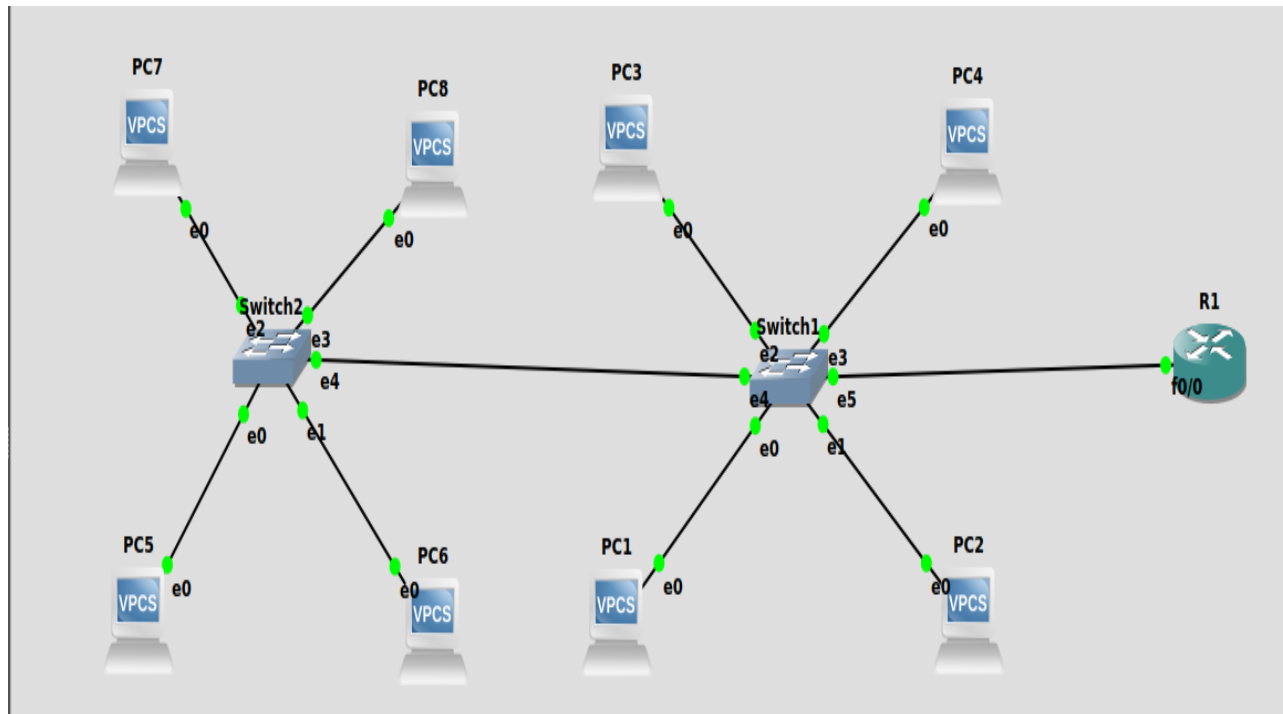 PC7
PC8
PC3
PC4
VPCS
VPCS
VPCS
VPCS
e0
e0
e0
e0
Switch2
e2
e3
e4
e0
e1
Switch1
e2
e3
e4
e5
e0
e1
R1
f0/0
PC5
PC6
PC1
PC2
e0
e0
e0
e0
VPCS
VPCS
VPCS
VPCS